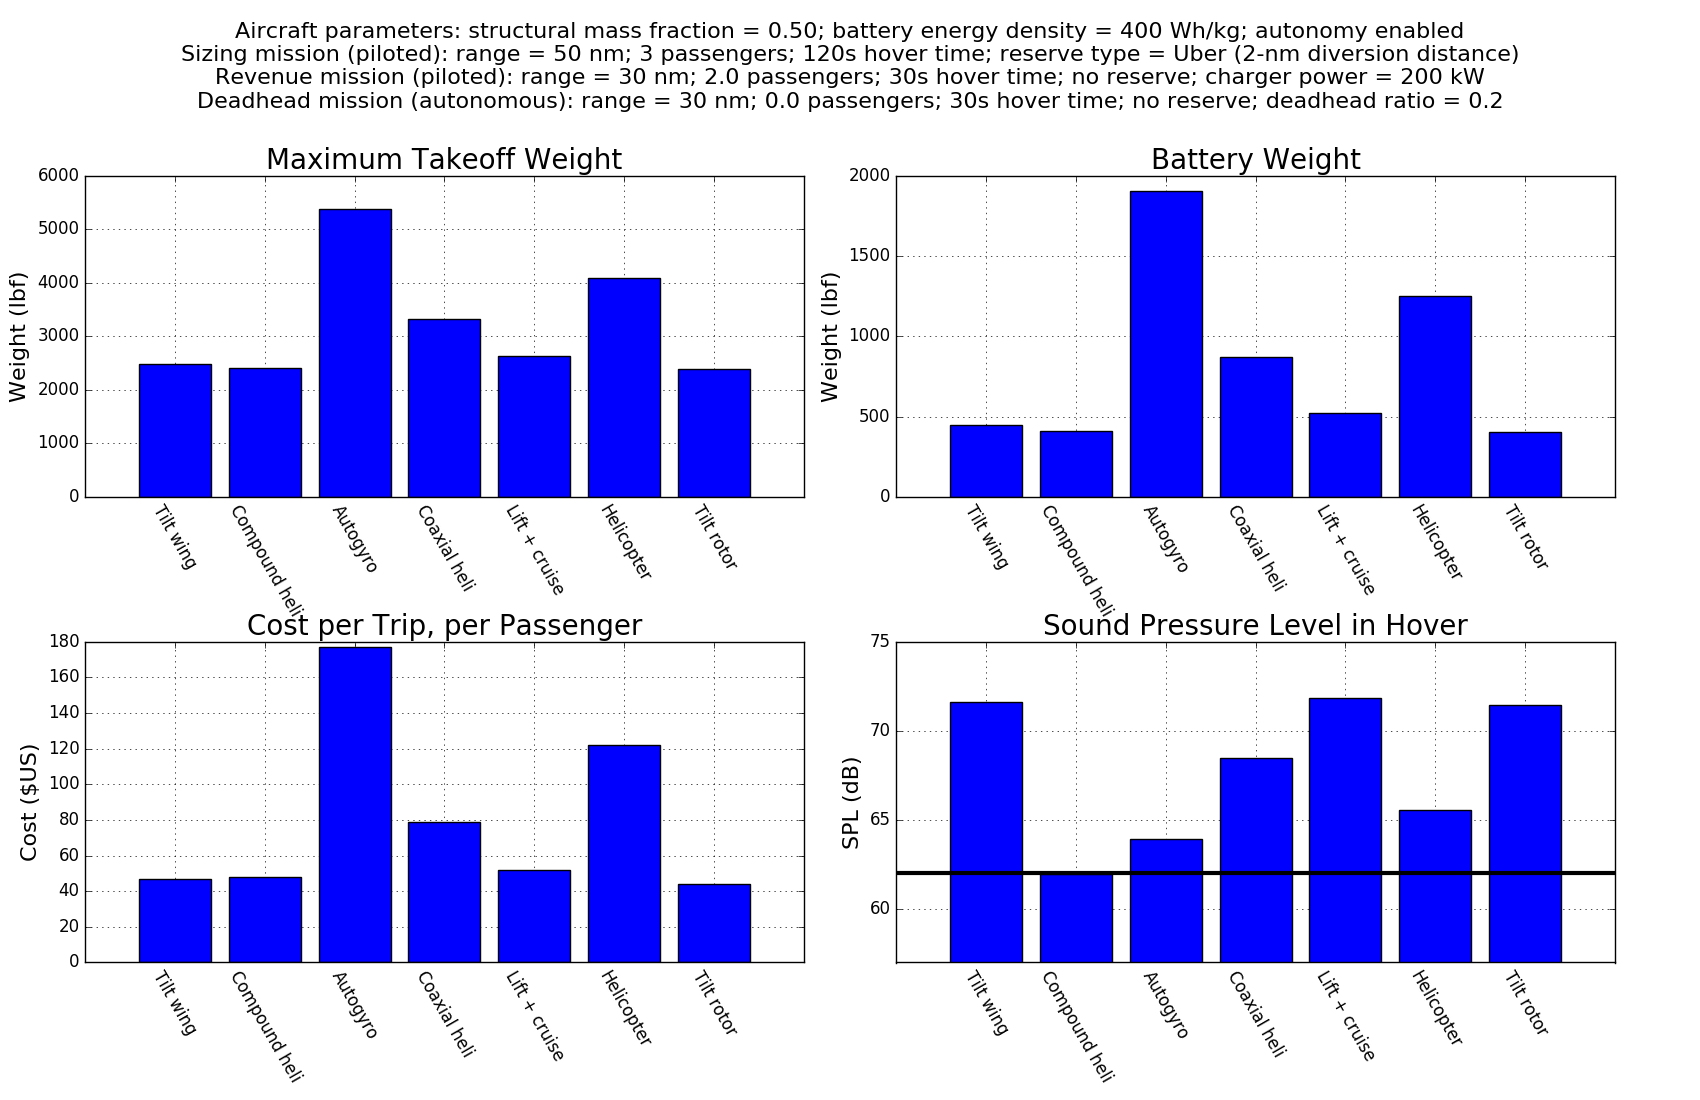 Aircraft parameters: structural mass fraction = 0.50; battery energy density = 400 Wh/kg; autonomy enabled
Sizing mission (piloted): range = 50 nm; 3 passengers; 120s hover time; reserve type = Uber (2-nm diversion distance)
Revenue mission (piloted): range = 30 nm; 2.0 passengers; 30s hover time; no reserve; charger power = 200 kW
Deadhead mission (autonomous): range = 30 nm; 0.0 passengers; 30s hover time; no reserve; deadhead ratio = 0.2
Maximum Takeoff Weight
Weight (lbf)
6000
5000
4000
3000
2000
1000
0
Tilt wing
Compound heli
Autogyro
Coaxial heli
Lift + cruise
Helicopter
Tilt rotor
Battery Weight
Weight (lbf)
2000
1500
1000
500
0
Tilt wing
Compound heli
Autogyro
Coaxial heli
Lift + cruise
Helicopter
Tilt rotor
Cost per Trip, per Passenger
Cost ($US)
180
160
140
120
100
80
60
40
20
0
Tilt wing
Compound heli
Autogyro
Coaxial heli
Lift + cruise
Helicopter
Tilt rotor
Sound Pressure Level in Hover
SPL (dB)
75
70
65
60
Tilt wing
Compound heli
Autogyro
Coaxial heli
Lift + cruise
Helicopter
Tilt rotor